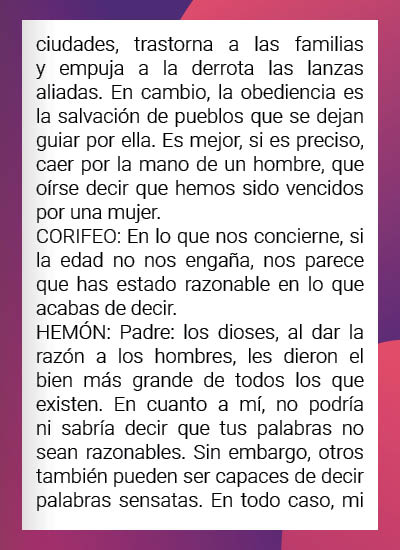 ciudades, trastorna a las familias
y empuja a la derrota las lanzas
aliadas. En cambio, la obediencia es
la salvación de pueblos que se dejan
guiar por ella. Es mejor, si es preciso,
caer por la mano de un hombre, que
oírse decir que hemos sido vencidos
por una mujer.
CORIFEO: En lo que nos concierne, si
la edad no nos engaña, nos parece
que has estado razonable en lo que
acabas de decir.
HEMÓN: Padre: los dioses, al dar la
razón a los hombres, les dieron el
bien más grande de todos los que
existen. En cuanto a mí, no podría
ni sabría decir que tus palabras no
sean razonables. Sin embargo, otros
también pueden ser capaces de decir
palabras sensatas. En todo caso, mi